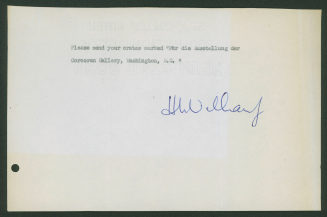 Please send your crates marked "Für die Ausstellung der
Corcoran Gallery, Washington, D.C. "